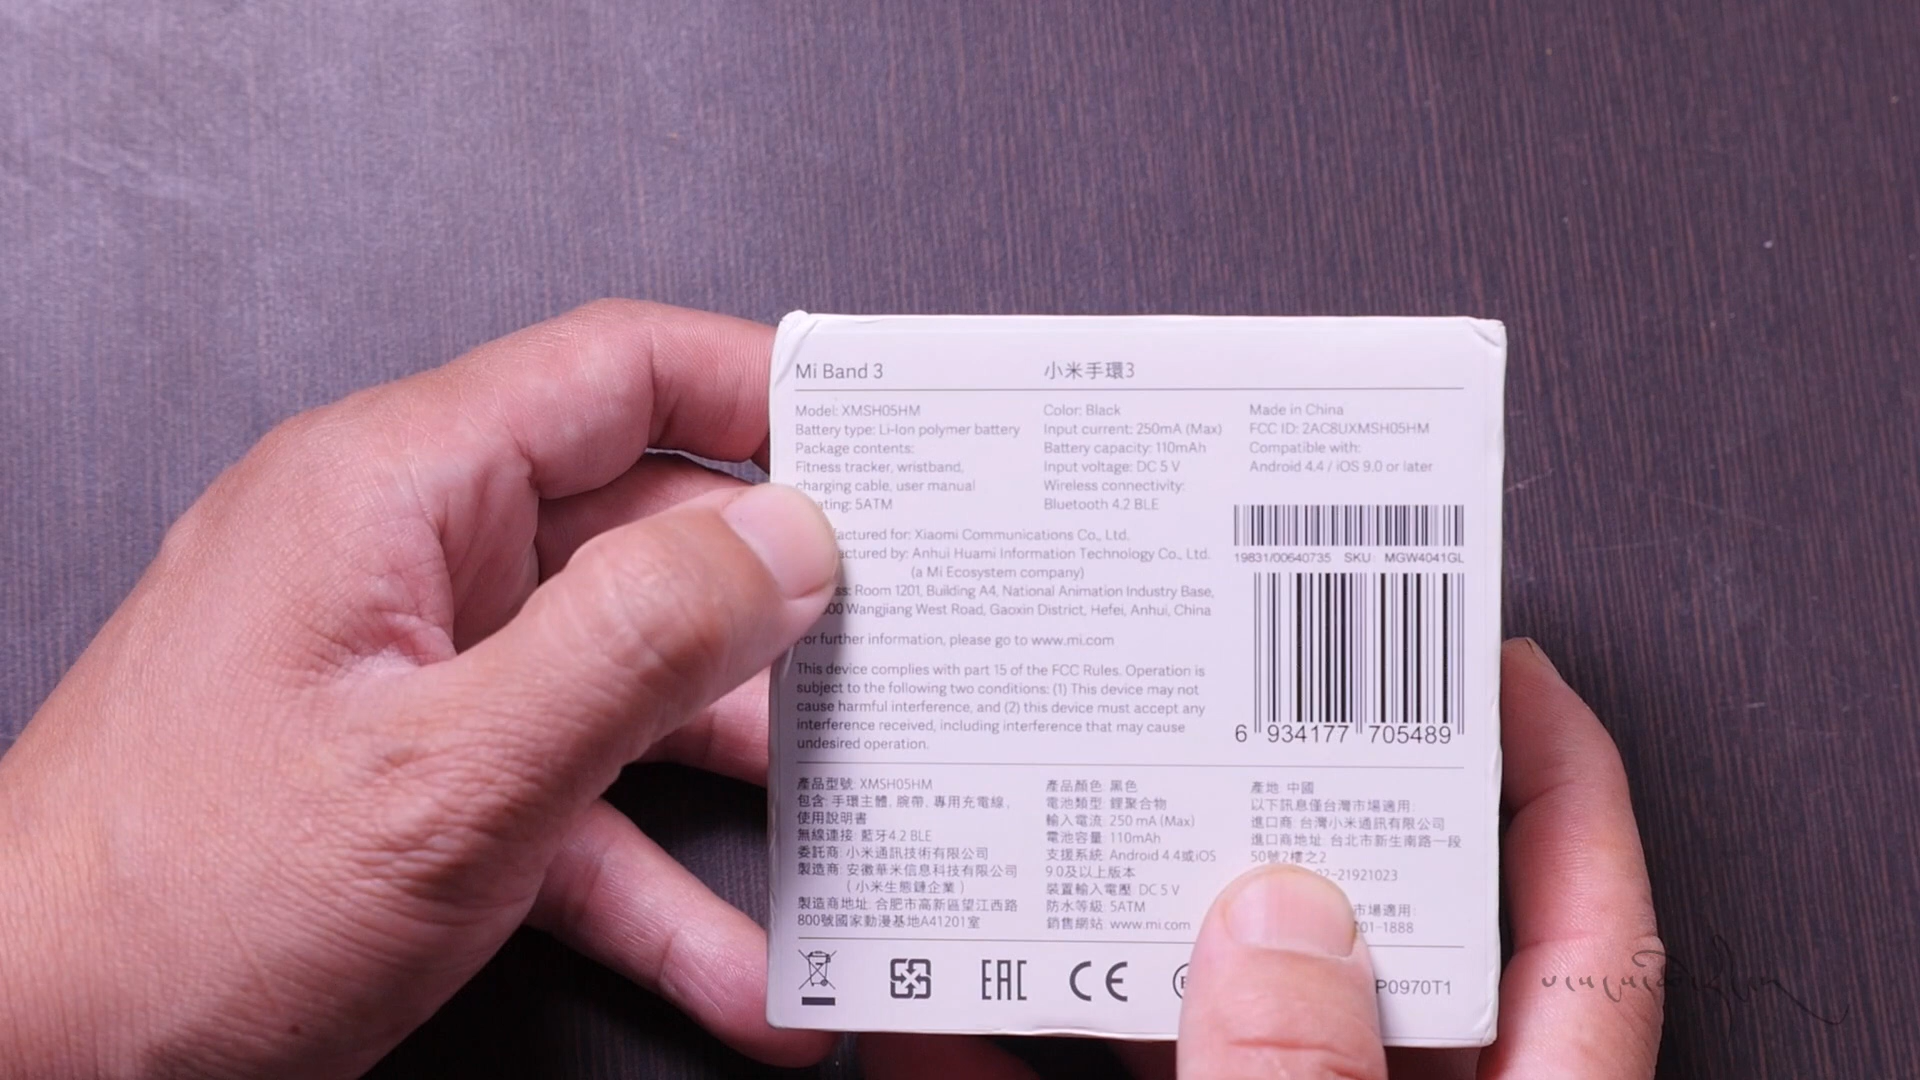 Mi Band 3
小米手環3
Model: XMSH05HM
Battery type: Li-Ion polymer battery
Package contents:
Fitness tracker, wristband,
charging cable, user manual
ating: 5ATM
Color: Black
Input current: 250mA (Max)
Battery capacity: 110mAh
Input voltage: DC 5 V
Wireless connectivity:
Bluetooth 4.2 BLE
Made in China
FCC ID: 2AC8UXMSH05HM
Compatible with:
Android 4.4 / iOS 9.0 or later
factured for: Xiaomi Communications Co., Ltd.
actured by: Anhui Huami Information Technology Co., Ltd.
(a Mi Ecosystem company)
ss: Room 1201, Building A4, National Animation Industry Base,
00 Wangjiang West Road, Gaoxin District, Hefei, Anhui, China
For further information, please go to www.mi.com
This device complies with part 15 of the FCC Rules. Operation is
subject to the following two conditions: (1) This device may not
cause harmful interference, and (2) this device must accept any
interference received, including interference that may cause
undesired operation.
19831/00640735 SKU: MGW4041GL
6 934177 705489
產品型號: XMSH05HM
包含: 手環主體, 腕帶, 專用充電線,
使用說明書
無線連接: 藍牙4.2 BLE
委託商: 小米通訊技術有限公司
製造商: 安徽華米信息科技有限公司
(小米生態鏈企業)
製造商地址: 合肥市高新區望江西路
800號國家動漫基地A41201室
產品顏色: 黑色
電池類型: 鋰聚合物
輸入電流: 250 mA (Max)
電池容量: 110mAh
支援系統: Android 4.4或iOS
9.0及以上版本
裝置輸入電壓: DC 5 V
防水等級: 5ATM
銷售網站: www.mi.com
產地: 中國
以下訊息僅台灣市場適用:
進口商: 台灣小米通訊有限公司
進口商地址: 台北市新生南路一段
50號2樓之2
02-21921023
市場適用:
01-1888
EAC CE
P0970T1